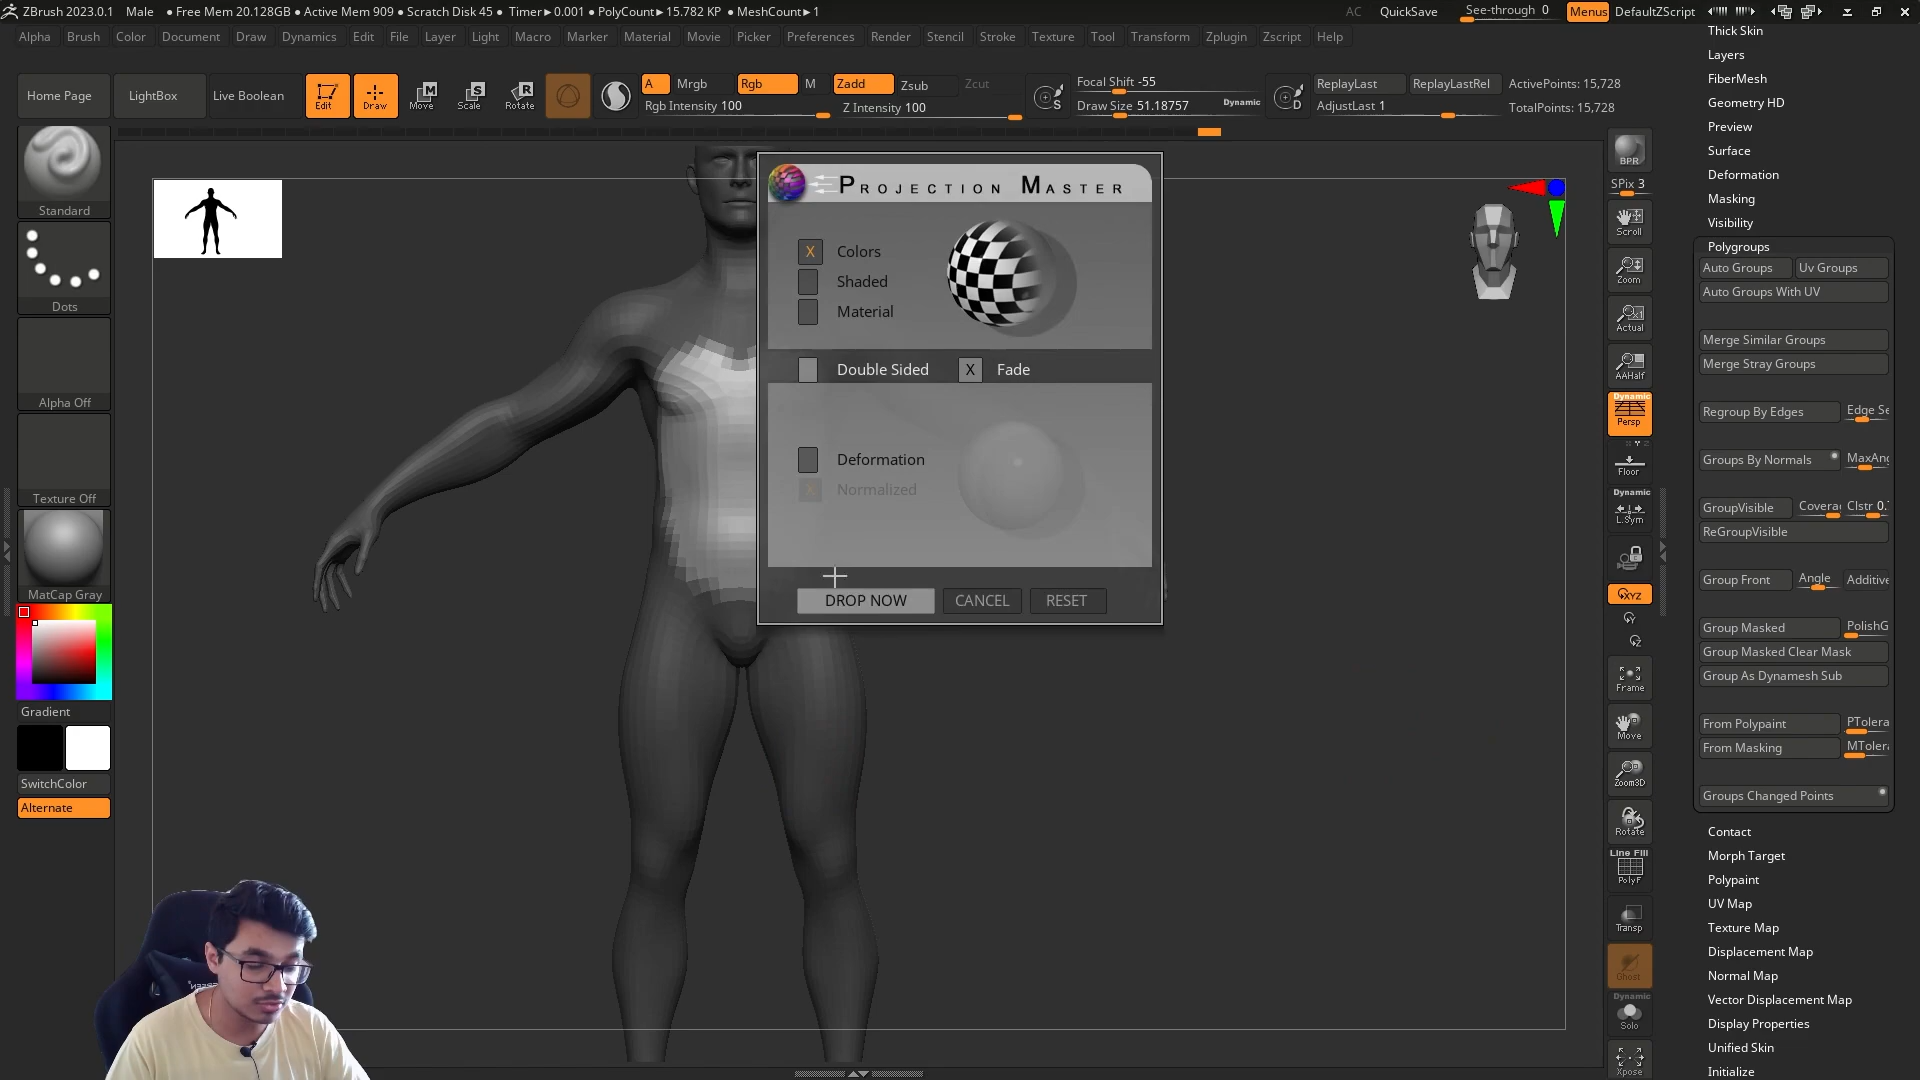 ZBrush 2023.0.1 Male ● Free Mem 20.128GB ● Active Mem 909 ● Scratch Disk 45 ● Timer►0.001 ● PolyCount►15.782 KP ● MeshCount►1 AC QuickSave See-through 0 Menus DefaultZScript
Alpha Brush Color Document Draw Dynamics Edit File Layer Light Macro Marker Material Movie Picker Preferences Render Stencil Stroke Texture Tool Transform Zplugin Zscript Help
Home Page LightBox Live Boolean Edit Draw Move Scale Rotate
A Mrgb Rgb M Zadd Zsub Zcut
Rgb Intensity 100 Z Intensity 100
Focal Shift -55
Draw Size 51.18757 Dynamic
ReplayLast ReplayLastRel ActivePoints: 15,728
AdjustLast 1 TotalPoints: 15,728
Standard
Dots
Alpha Off
Texture Off
MatCap Gray
Gradient
SwitchColor
Alternate
PROJECTION MASTER
X Colors
Shaded
Material
Double Sided X Fade
Deformation
X Normalized
DROP NOW CANCEL RESET
BPR
SPix 3
Scroll
Zoom
Actual
AAHalf
Dynamic
Persp
Floor
Dynamic
L.Sym
XYZ
Y
Z
Frame
Move
Zoom3D
Rotate
Line Fill
PolyF
Transp
Ghost
Dynamic
Solo
Xpose
Thick Skin
Layers
FiberMesh
Geometry HD
Preview
Surface
Deformation
Masking
Visibility
Polygroups
Auto Groups Uv Groups
Auto Groups With UV
Merge Similar Groups
Merge Stray Groups
Regroup By Edges Edge Se
Groups By Normals MaxAng
GroupVisible Covera Clstr 0.
ReGroupVisible
Group Front Angle Additive
Group Masked PolishG
Group Masked Clear Mask
Group As Dynamesh Sub
From Polypaint PTolera
From Masking MTolera
Groups Changed Points
Contact
Morph Target
Polypaint
UV Map
Texture Map
Displacement Map
Normal Map
Vector Displacement Map
Display Properties
Unified Skin
Initialize